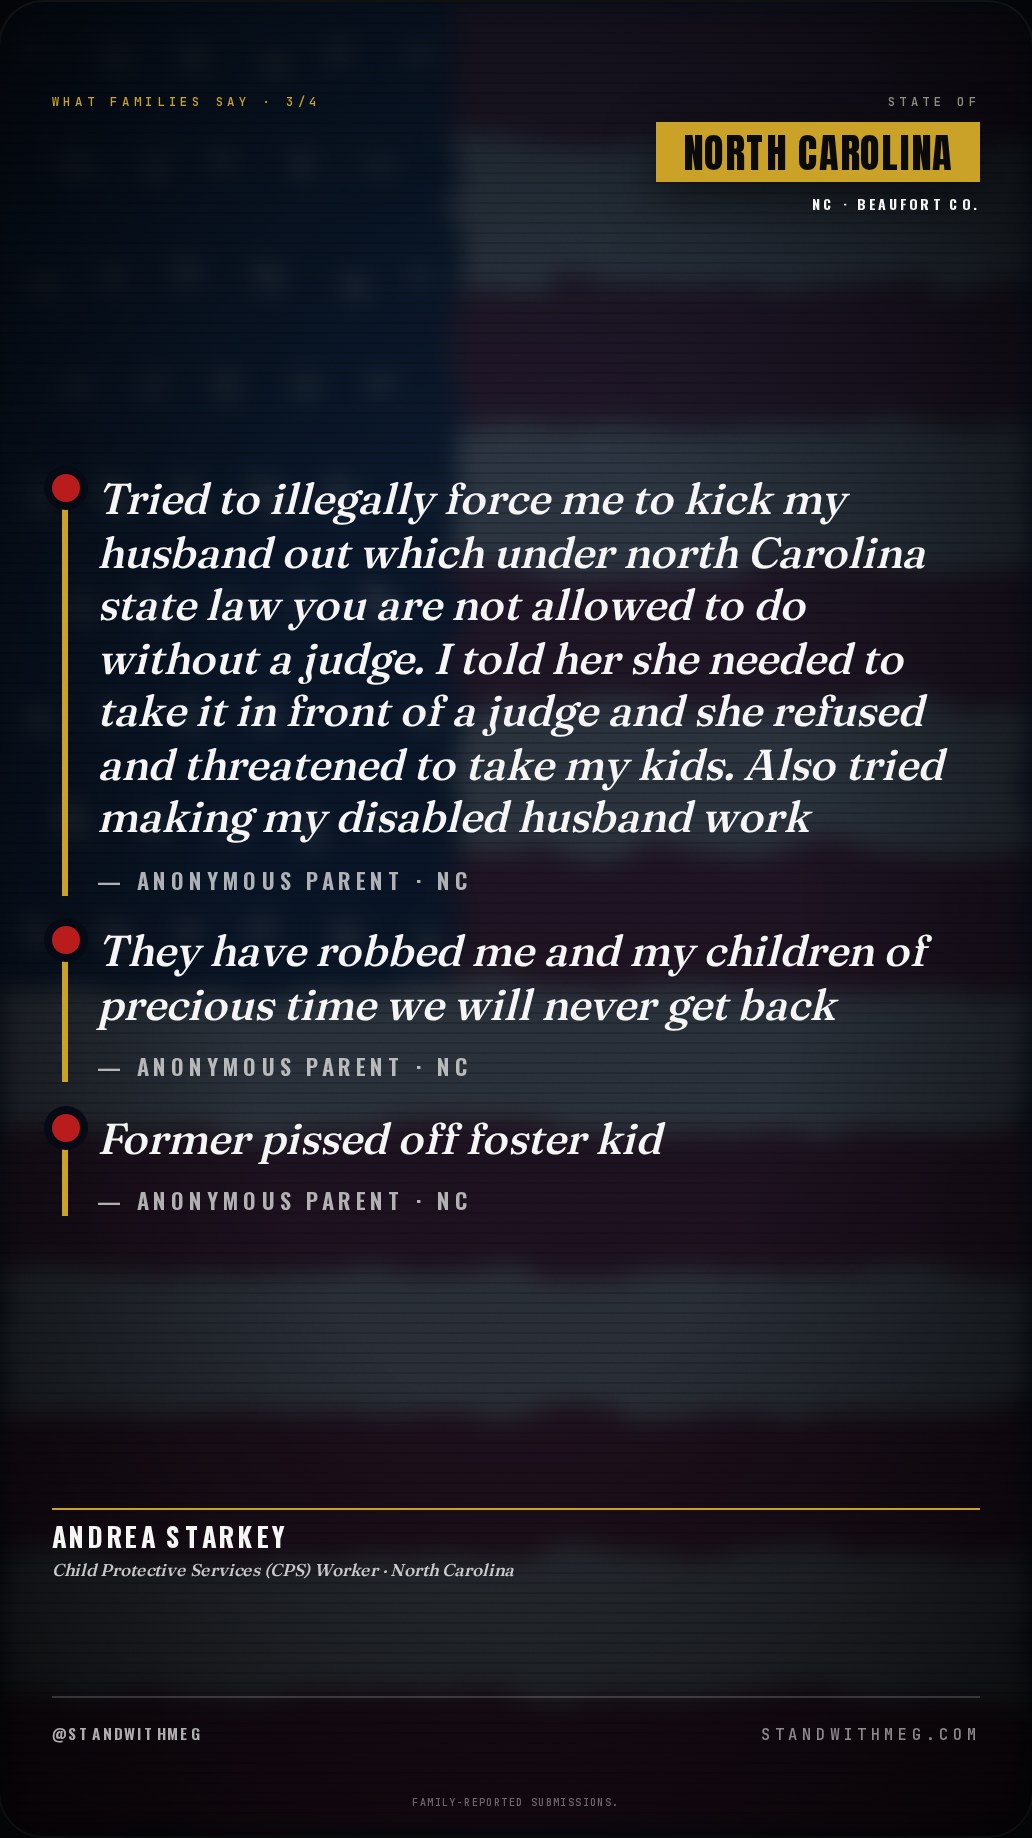 WHAT FAMILIES SAY · 3/4
STATE OF
NORTH CAROLINA
NC · BEAUFORT CO.
Tried to illegally force me to kick my
husband out which under north Carolina
state law you are not allowed to do
without a judge. I told her she needed to
take it in front of a judge and she refused
and threatened to take my kids. Also tried
making my disabled husband work
— ANONYMOUS PARENT · NC
They have robbed me and my children of
precious time we will never get back
— ANONYMOUS PARENT · NC
Former pissed off foster kid
— ANONYMOUS PARENT · NC
ANDREA STARKEY
Child Protective Services (CPS) Worker · North Carolina
@STANDWITHMEG
STANDWITHMEG.COM
FAMILY-REPORTED SUBMISSIONS.